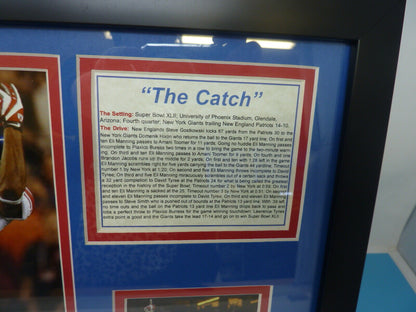 "The Catch"
The Setting: Super Bowl XLII; University of Phoenix Stadium, Glendale,
Arizona; Fourth quarter; New York Giants trailing New England Patriots 14-10.
The Drive: New Englands Steve Gostkowski kicks 67 yards from the Patriots 30 to the
New York Giants Domenik Hixon who returns the ball to the Giants 17 yard line; On first and
ten Eli Manning passes to Amani Toomer for 11 yards; Going no huddle Eli Manning passes
incomplete to Plaxico Buress two times in a row to bring the game to the two-minute warn-
ing; On third and ten Eli Manning passes to Amani Toomer for 9 yards; On fourth and one
Brandon Jacobs runs up the middle for 2 yards; On first and ten with 1:28 left in the game
Eli Manning scrambles right for five yards carrying the ball to the Giants 44 yardline; Timeout
number 1 by New York at 1:20; On second and five Eli Manning throws incomplete to David
Tyree; On third and five Eli Manning miraculously scrambles out of a certain sack and throws
a 32 yard completion to David Tyree at the Patriots 24 for what is being called the greatest
reception in the history of the Super Bowl; Timeout number 2 by New York at 0:59; On first
and ten Eli Manning is sacked at the 25; Timeout number 3 by New York at 0:51; On second
and eleven Eli Manning passes incomplete to David Tyree; On third and eleven Eli Manning
passes to Steve Smith who is pushed out of bounds at the Patriots 13 yard line; With :39 left,
no time outs and the ball on the Patriots 13 yard line Eli Manning drops back to pass and
lobs a perfect throw to Plaxico Burress for the game winning touchdown; Lawrence Tynes
extra point is good and the Giants take the lead 17-14 and go on to win Super Bowl XLII.